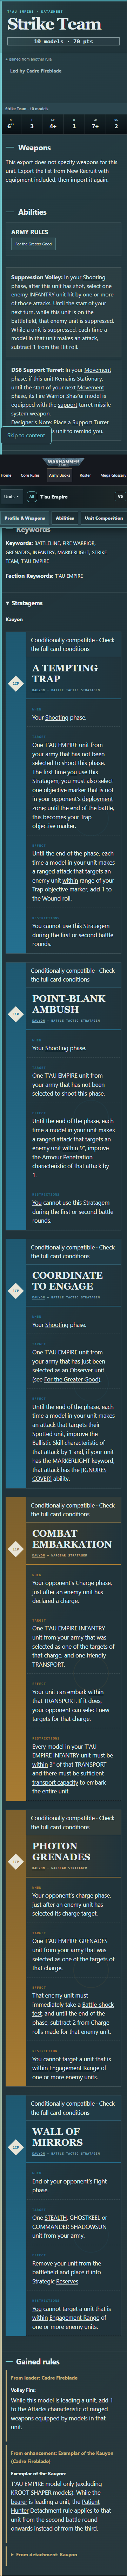 T'AU EMPIRE · DATASHEET
Strike Team
10 models · 70 pts
Led by Cadre Fireblade
Strike Team · 10 models
6"
3
4+
1
7+
2
Weapons
This export does not specify weapons for this
unit. Export the list from New Recruit with
equipment included, then import it again.
Abilities
ARMY RULES
For the Greater Good
Suppression Volley: In your Shooting
phase, after this unit has shot, select one
enemy INFANTRY unit hit by one or more
of those attacks. Until the start of your
next turn, while this unit is on the
battlefield, that enemy unit is suppressed.
While a unit is suppressed, each time a
model in that unit makes an attack,
subtract 1 from the Hit roll.
DS8 Support Turret: In your Movement
phase, if this unit Remains Stationary,
until the start of your next Movement
phase, its Fire Warrior Shas'ui model is
equipped with the support turret missile
system weapon.
Designer's Note: Place a Support Turret
Skip to content
WARHAMMER
Home
Core Rules
Army Books
Roster
Mega-Glossary
Units
T'au Empire
Profile & Weapons
Abilities
Unit Composition
Keywords
Keywords: BATTLELINE, FIRE WARRIOR,
GRENADES, INFANTRY, MARKERLIGHT, STRIKE
TEAM, T'AU EMPIRE
Faction Keywords: T'AU EMPIRE
▼ Stratagems
Kauyon
Conditionally compatible · Check
the full card conditions
A TEMPTING
TRAP
KAUYON – BATTLE TACTIC STRATAGEM
WHEN
Your Shooting phase.
TARGET
One T'AU EMPIRE unit from
your army that has not been
selected to shoot this phase.
The first time you use this
Stratagem, you must also select
one objective marker that is not
in your opponent's deployment
zone; until the end of the battle,
this becomes your Trap
objective marker.
EFFECT
Until the end of the phase, each
time a model in your unit makes
a ranged attack that targets an
enemy unit within range of your
Trap objective marker, add 1 to
the Wound roll.
RESTRICTIONS
You cannot use this Stratagem
during the first or second battle
rounds.
Conditionally compatible · Check
the full card conditions
POINT-BLANK
AMBUSH
KAUYON – BATTLE TACTIC STRATAGEM
WHEN
Your Shooting phase.
TARGET
One T'AU EMPIRE unit from
your army that has not been
selected to shoot this phase.
EFFECT
Until the end of the phase, each
time a model in your unit makes
a ranged attack that targets an
enemy unit within 9", improve
the Armour Penetration
characteristic of that attack by
1.
RESTRICTIONS
You cannot use this Stratagem
during the first or second battle
rounds.
Conditionally compatible · Check
the full card conditions
COORDINATE
TO ENGAGE
KAUYON – BATTLE TACTIC STRATAGEM
WHEN
Your Shooting phase.
TARGET
One T'AU EMPIRE unit from
your army that has just been
selected as an Observer unit
(see For the Greater Good).
EFFECT
Until the end of the phase, each
time a model in your unit makes
an attack that targets their
Spotted unit, improve the
Ballistic Skill characteristic of
that attack by 1 and, if your unit
has the MARKERLIGHT keyword,
that attack has the [IGNORES
COVER] ability.
Conditionally compatible · Check
the full card conditions
COMBAT
EMBARKATION
KAUYON – WARGEAR STRATAGEM
WHEN
Your opponent's Charge phase,
just after an enemy unit has
declared a charge.
TARGET
One T'AU EMPIRE INFANTRY
unit from your army that was
selected as one of the targets of
that charge, and one friendly
TRANSPORT.
EFFECT
Your unit can embark within
that TRANSPORT. If it does,
your opponent can select new
targets for that charge.
RESTRICTIONS
Every model in your T'AU
EMPIRE INFANTRY unit must be
within 3" of that TRANSPORT
and there must be sufficient
transport capacity to embark
the entire unit.
Conditionally compatible · Check
the full card conditions
PHOTON
GRENADES
KAUYON – WARGEAR STRATAGEM
WHEN
Your opponent's charge phase,
just after an enemy unit has
selected its charge target.
TARGET
One T'AU EMPIRE GRENADES
unit from your army that was
selected as one of the targets of
that charge.
EFFECT
That enemy unit must
immediately take a Battle-shock
test, and until the end of the
phase, subtract 2 from Charge
rolls made for that enemy unit.
RESTRICTION
You cannot target a unit that is
within Engagement Range of
one or more enemy units.
Conditionally compatible · Check
the full card conditions
WALL OF
MIRRORS
KAUYON – BATTLE TACTIC STRATAGEM
WHEN
End of your opponent's Fight
phase.
TARGET
One STEALTH, GHOSTKEEL or
COMMANDER SHADOWSUN
unit from your army.
EFFECT
Remove your unit from the
battlefield and place it into
Strategic Reserves.
RESTRICTIONS
You cannot target a unit that is
within Engagement Range of
one or more enemy units.
Gained rules
From leader: Cadre Fireblade
Volley Fire:
While this model is leading a unit, add 1
to the Attacks characteristic of ranged
weapons equipped by models in that
unit.
From enhancement: Exemplar of the Kauyon
(Cadre Fireblade)
Exemplar of the Kauyon:
T'AU EMPIRE model only (including
KROOT SHAPER models). While the
bearer is leading a unit, the Patient
Hunter Detachment rule applies to that
unit from the second battle round
onwards instead of from the third.
From detachment: Kauyon